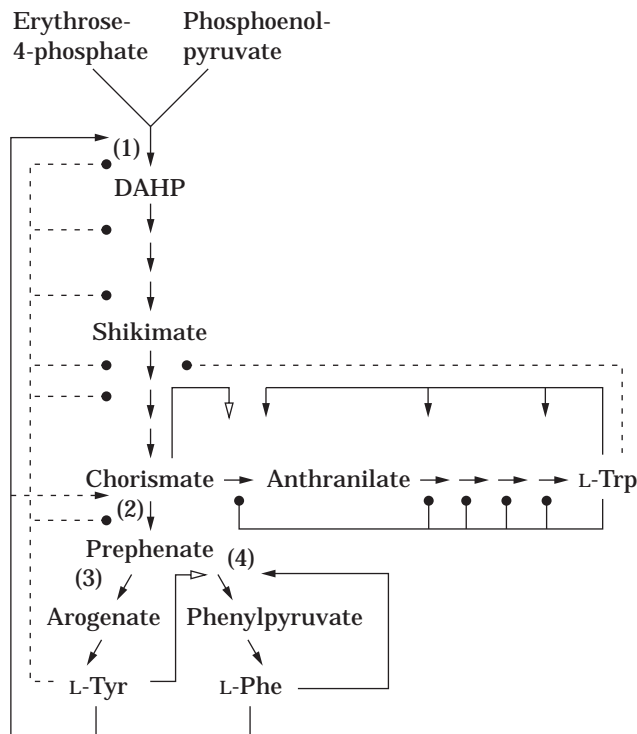 Erythrose-
4-phosphate
Phosphoenol-
pyruvate
(1)
DAHP
Shikimate
Chorismate
Anthranilate
L-Trp
(2)
Prephenate
(4)
(3)
Arogenate
Phenylpyruvate
L-Tyr
L-Phe